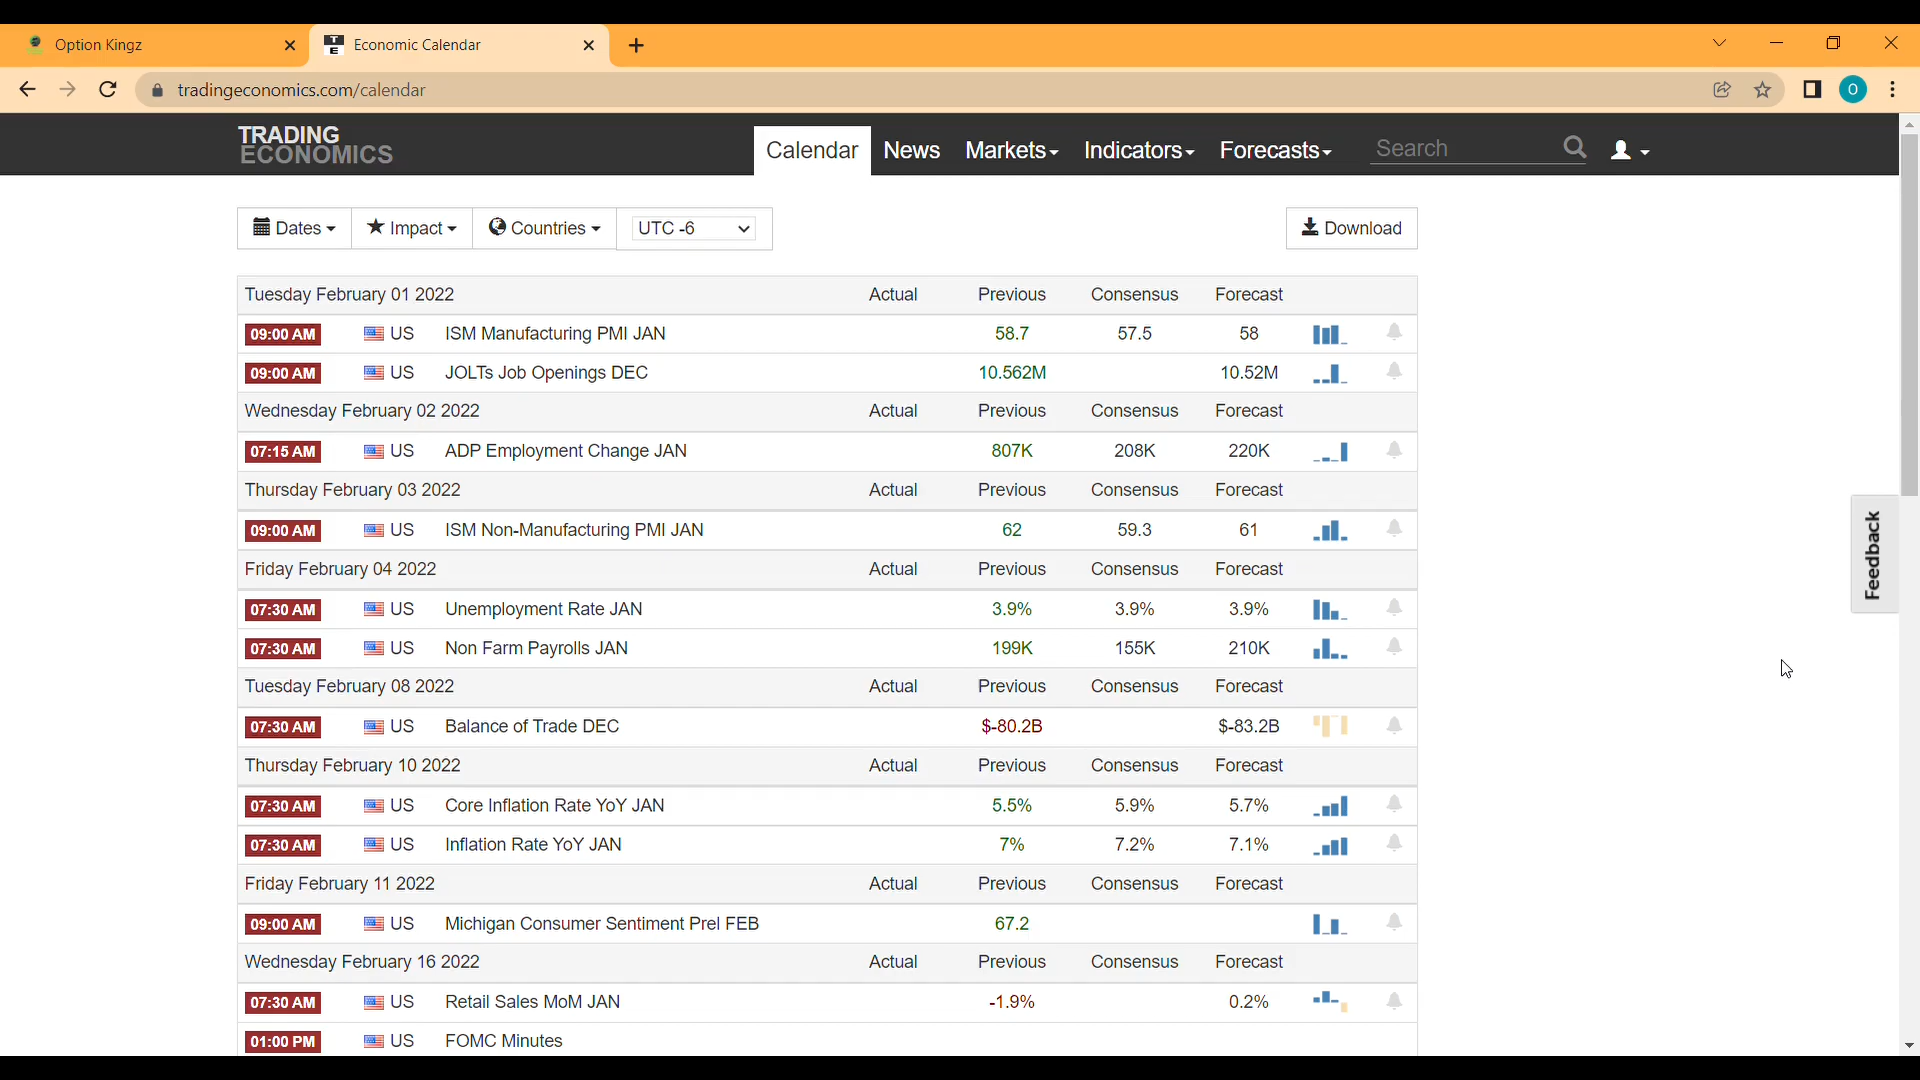 Option Kingz
Economic Calendar
tradingeconomics.com/calendar
O
TRADING
ECONOMICS
Calendar News Markets Indicators Forecasts Search
Dates Impact Countries UTC -6 Download
Tuesday February 01 2022 Actual Previous Consensus Forecast
09:00 AM US ISM Manufacturing PMI JAN 58.7 57.5 58
09:00 AM US JOLTs Job Openings DEC 10.562M 10.52M
Wednesday February 02 2022 Actual Previous Consensus Forecast
07:15 AM US ADP Employment Change JAN 807K 208K 220K
Thursday February 03 2022 Actual Previous Consensus Forecast
09:00 AM US ISM Non-Manufacturing PMI JAN 62 59.3 61
Friday February 04 2022 Actual Previous Consensus Forecast
07:30 AM US Unemployment Rate JAN 3.9% 3.9% 3.9%
07:30 AM US Non Farm Payrolls JAN 199K 155K 210K
Tuesday February 08 2022 Actual Previous Consensus Forecast
07:30 AM US Balance of Trade DEC $-80.2B $-83.2B
Thursday February 10 2022 Actual Previous Consensus Forecast
07:30 AM US Core Inflation Rate YoY JAN 5.5% 5.9% 5.7%
07:30 AM US Inflation Rate YoY JAN 7% 7.2% 7.1%
Friday February 11 2022 Actual Previous Consensus Forecast
09:00 AM US Michigan Consumer Sentiment Prel FEB 67.2
Wednesday February 16 2022 Actual Previous Consensus Forecast
07:30 AM US Retail Sales MoM JAN -1.9% 0.2%
01:00 PM US FOMC Minutes
Feedback